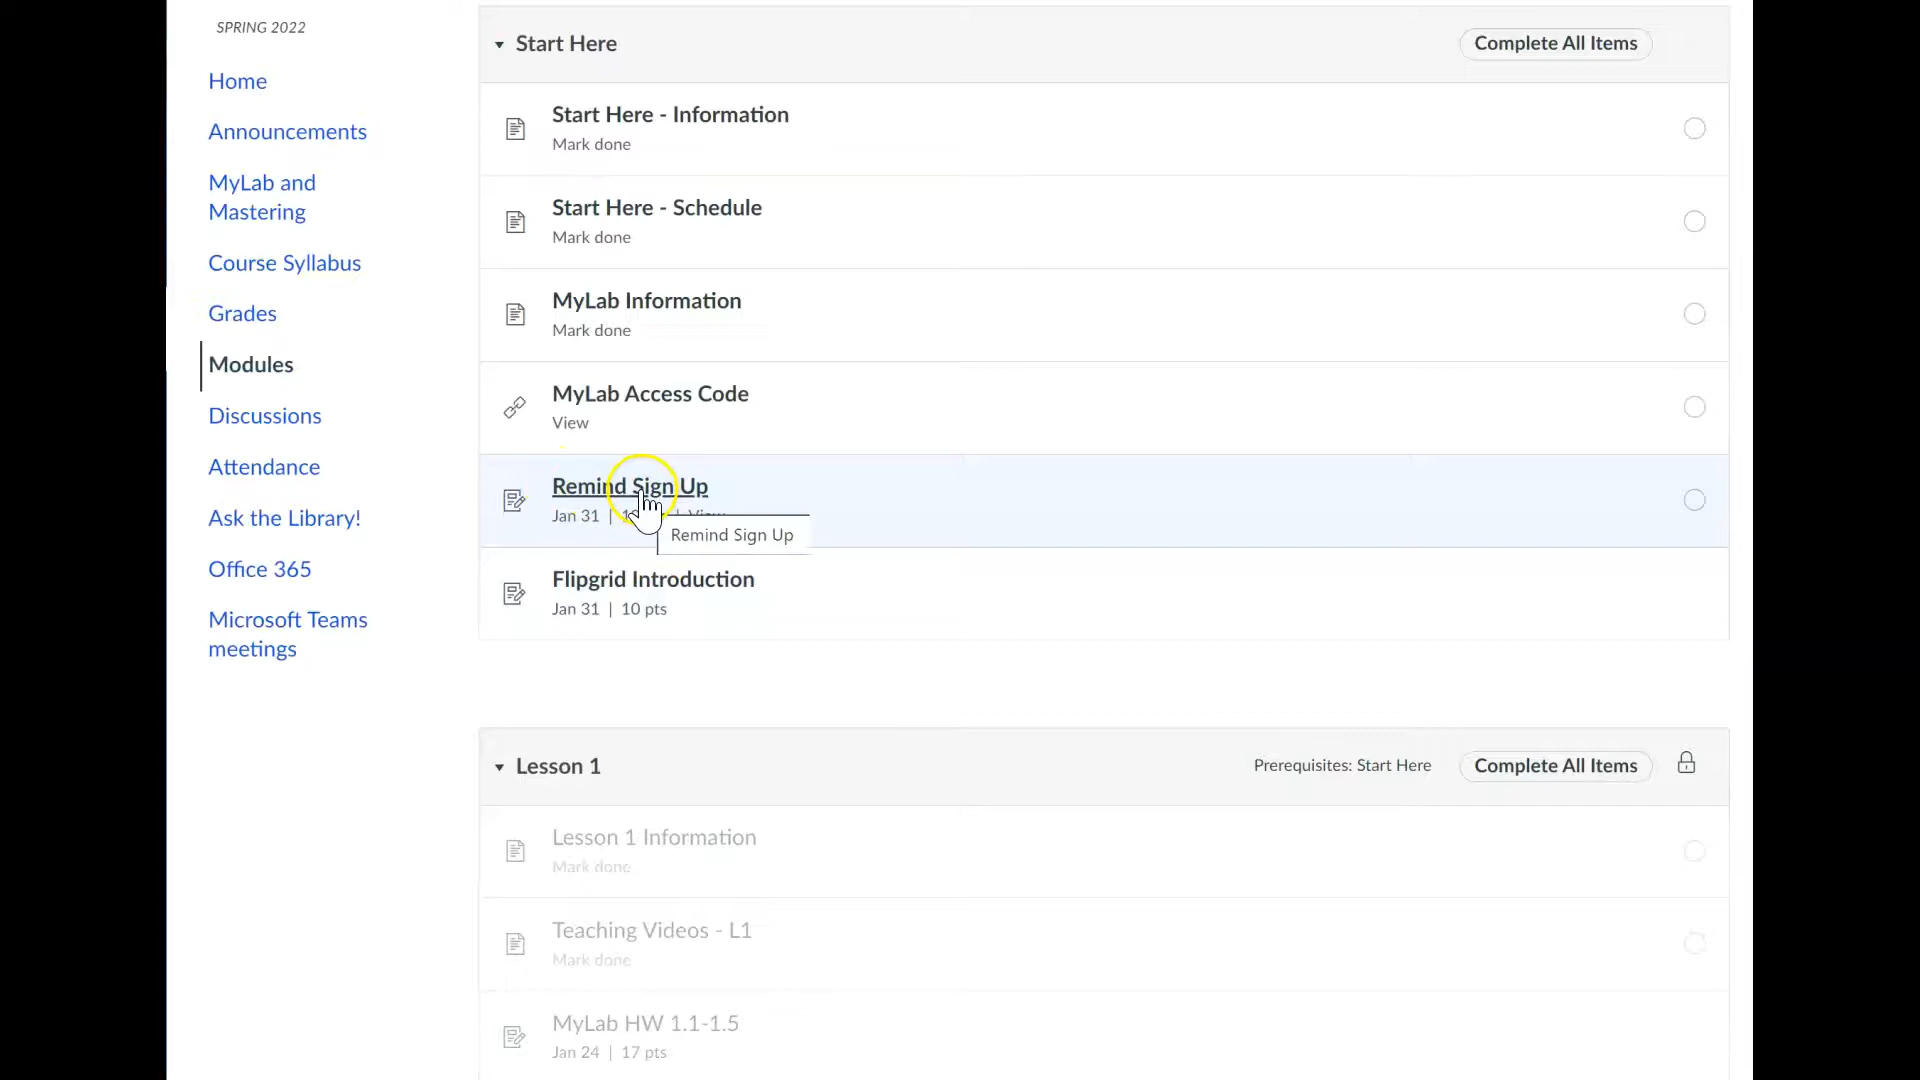 SPRING 2022
Home
Announcements
MyLab and
Mastering
Course Syllabus
Grades
Modules
Discussions
Attendance
Ask the Library!
Office 365
Microsoft Teams
meetings
Start Here
Complete All Items
Start Here - Information
Mark done
Start Here - Schedule
Mark done
MyLab Information
Mark done
MyLab Access Code
View
Remind Sign Up
Jan 31 |
Remind Sign Up
Flipgrid Introduction
Jan 31 | 10 pts
Lesson 1
Prerequisites: Start Here
Complete All Items
Lesson 1 Information
Mark done
Teaching Videos - L1
Mark done
MyLab HW 1.1-1.5
Jan 24 | 17 pts